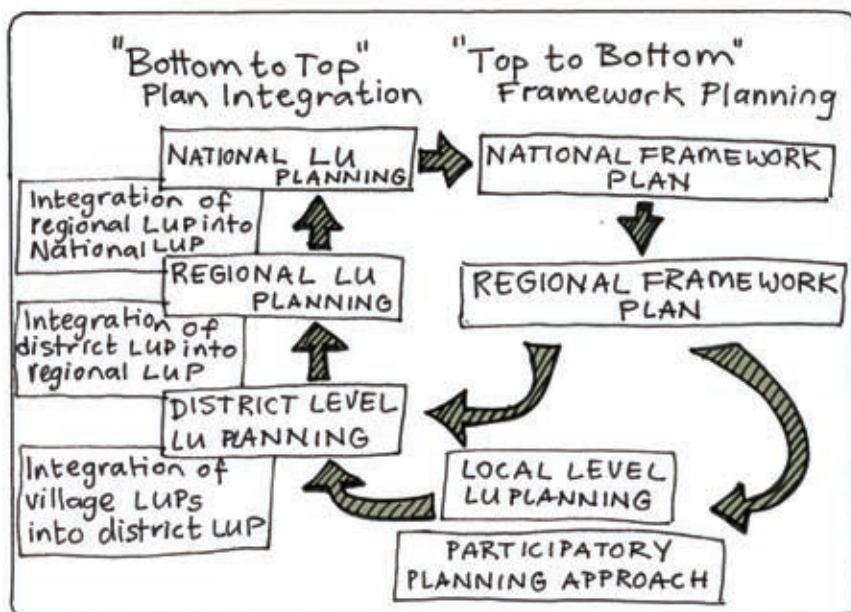 "Bottom to Top"
Plan Integration
"Top to Bottom"
Framework Planning
NATIONAL LU
PLANNING
NATIONAL FRAMEWORK
PLAN
Integration of
regional LUP into
National LUP
REGIONAL LU
PLANNING
REGIONAL FRAMEWORK
PLAN
Integration of
district LUP into
regional LUP
DISTRICT LEVEL
LU PLANNING
Integration of
village LUPs
into district LUP
LOCAL LEVEL
LU PLANNING
PARTICIPATORY
PLANNING APPROACH